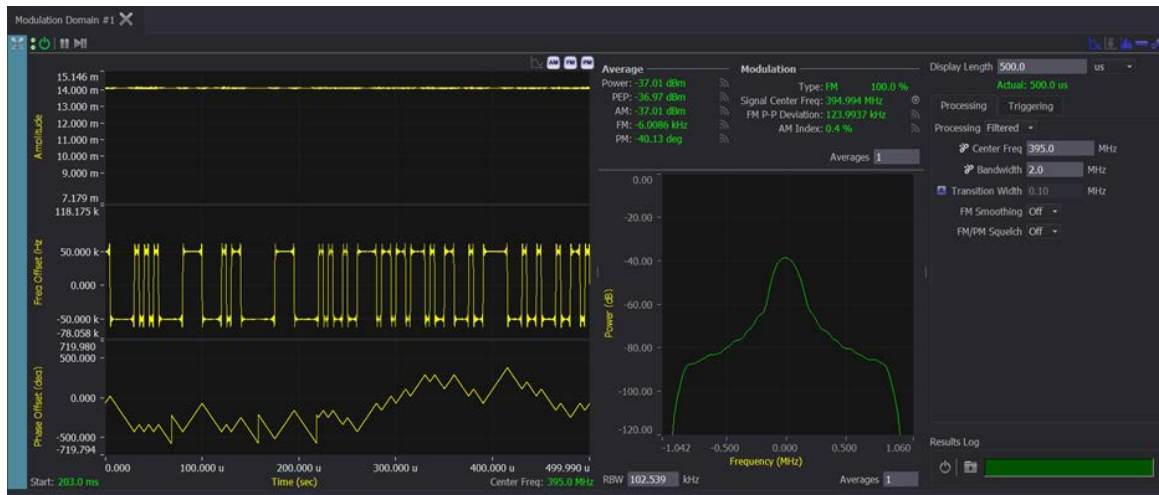 Modulation Domain #1
AM FM PM
Amplitude
15.146 m
14.000 m
13.000 m
12.000 m
11.000 m
10.000 m
9.000 m
7.179 m
Freq Offset (Hz
118.175 k
50.000 k
0.000
-50.000 k
-78.058 k
Phase Offset (deg)
719.980
500.000
0.000
-500.000
-719.794
0.000 100.000 u 200.000 u 300.000 u 400.000 u 499.990 u
Start: 203.0 ms Time (sec) Center Freq: 395.0 MHz
Average
Power: -37.01 dBm
PEP: -36.97 dBm
AM: -37.01 dBm
FM: -6.0086 kHz
PM: -40.13 deg
Modulation
Type: FM 100.0 %
Signal Center Freq: 394.994 MHz
FM P-P Deviation: 123.9937 kHz
AM Index: 0.4 %
Averages 1
Power (dB)
0.00
-20.00
-40.00
-60.00
-80.00
-100.00
-120.00
-1.042 -0.500 0.000 0.500 1.060
Frequency (MHz)
RBW 102.539 kHz Averages 1
Display Length 500.0 us
Actual: 500.0 us
Processing Triggering
Processing Filtered
Center Freq 395.0 MHz
Bandwidth 2.0 MHz
Transition Width 0.10 MHz
FM Smoothing Off
FM/PM Squelch Off
Results Log